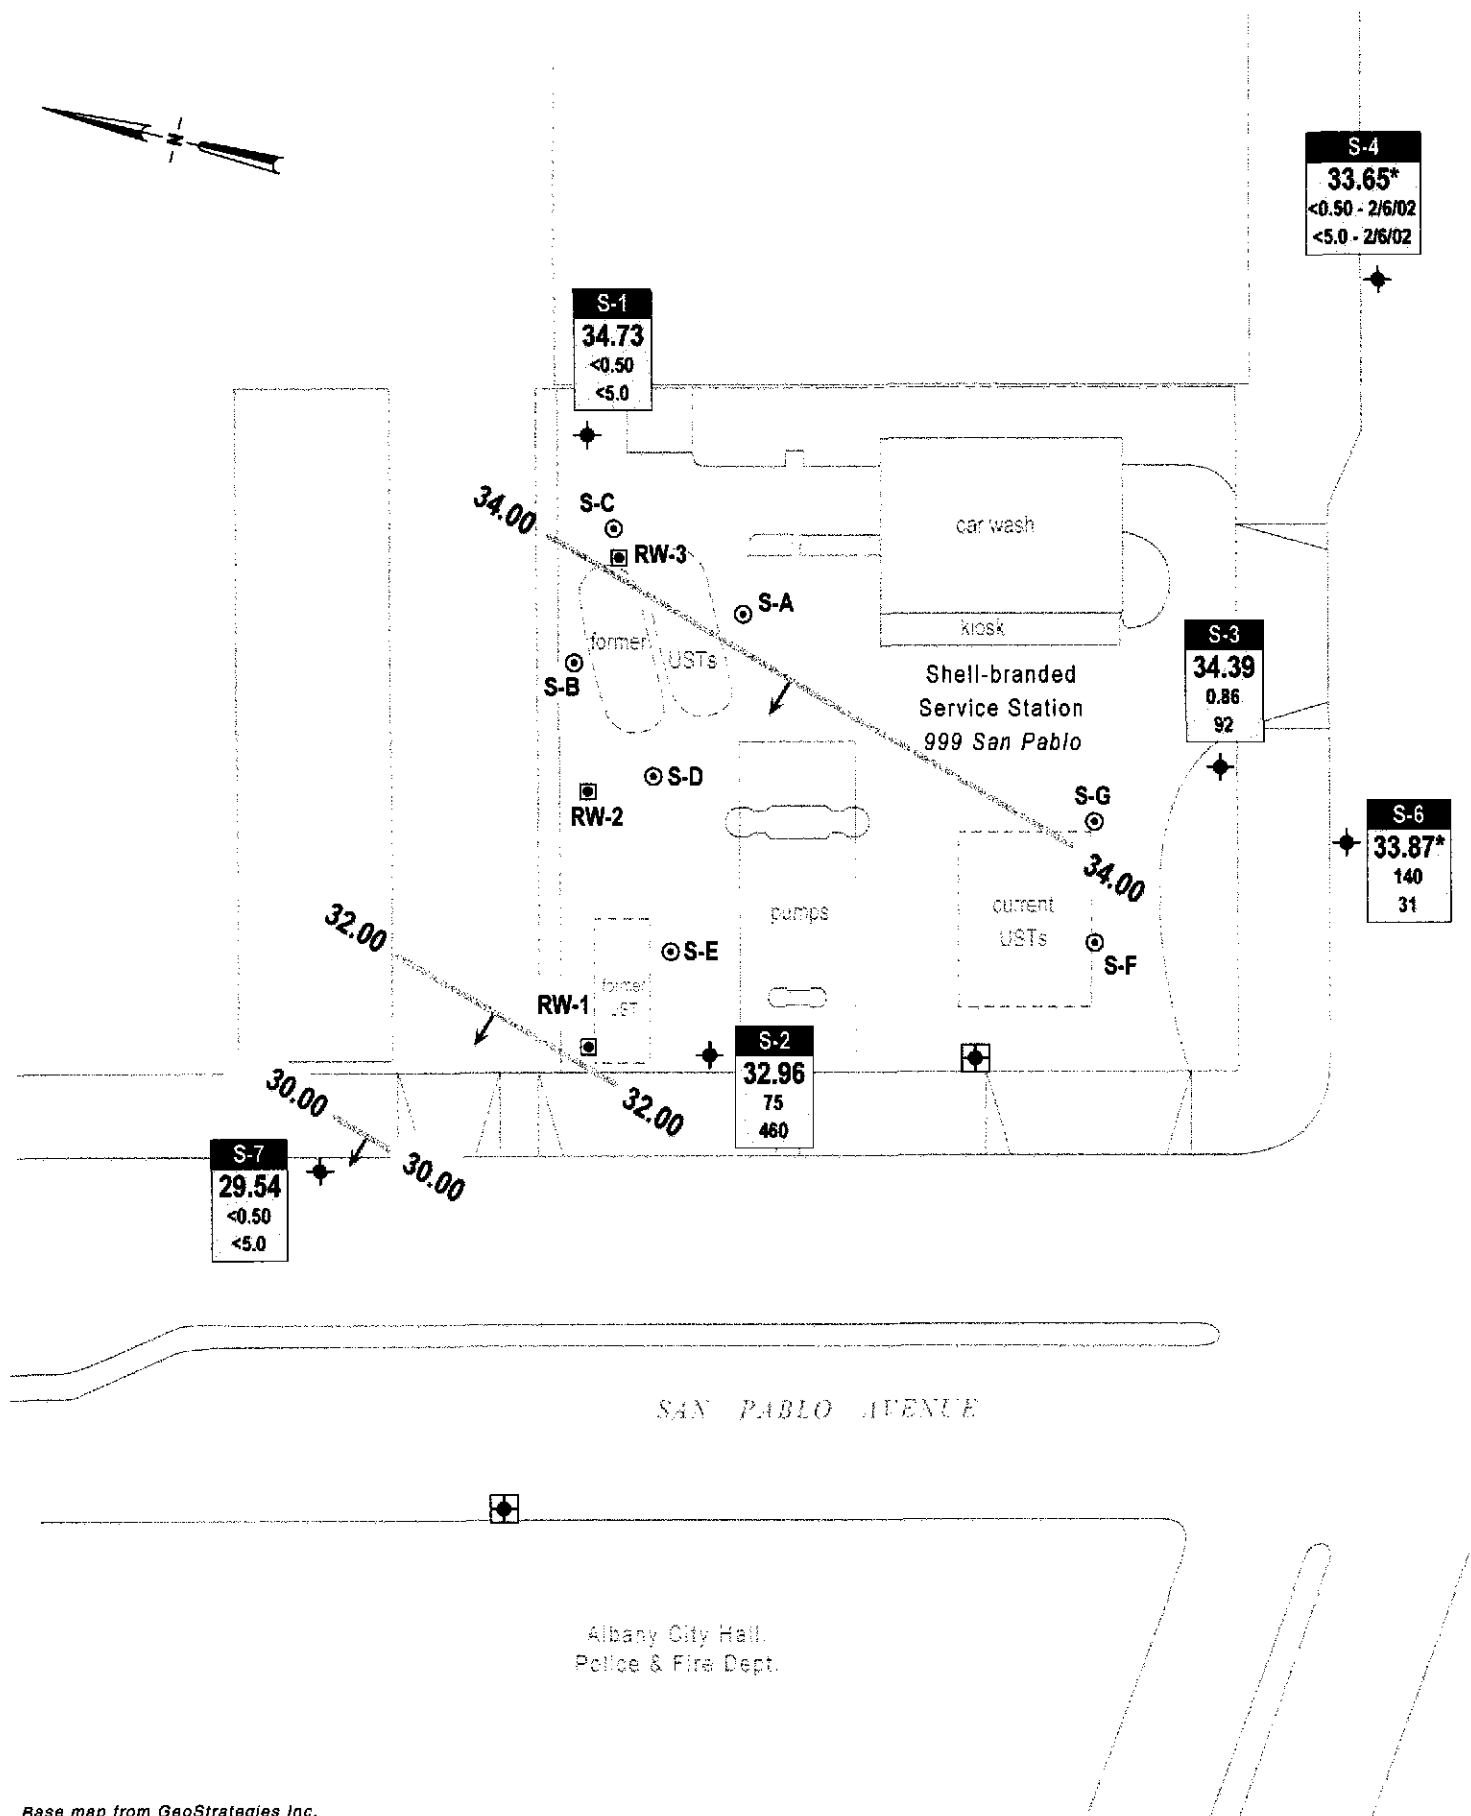 N
S-4
33.65*
<0.50 - 2/6/02
<5.0 - 2/6/02
S-1
34.73
<0.50
<5.0
34.00
S-C
RW-3
S-A
car wash
kiosk
former
USTs
S-B
Shell-branded
Service Station
999 San Pablo
S-3
34.39
0.86
92
S-D
RW-2
S-G
S-6
33.87*
140
31
34.00
32.00
pumps
current
USTs
S-E
S-F
former
UST
RW-1
S-2
32.96
75
460
30.00
32.00
S-7
29.54
<0.50
<5.0
30.00
SAN PABLO AVENUE
Albany City Hall.
Police & Fire Dept.
Base map from GeoStrategies Inc.